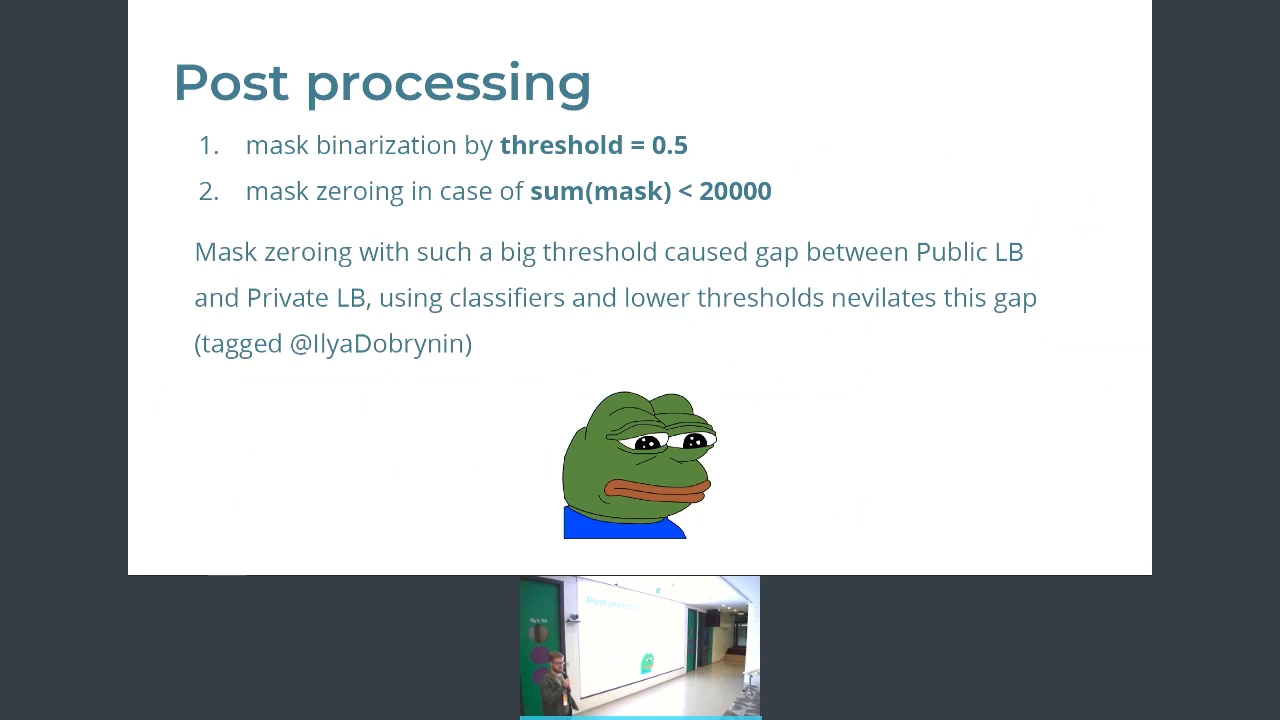 Post processing
1. mask binarization by threshold = 0.5
2. mask zeroing in case of sum(mask) < 20000
Mask zeroing with such a big threshold caused gap between Public LB
and Private LB, using classifiers and lower thresholds nevilates this gap
(tagged @IlyaDobrynin)
Post processing